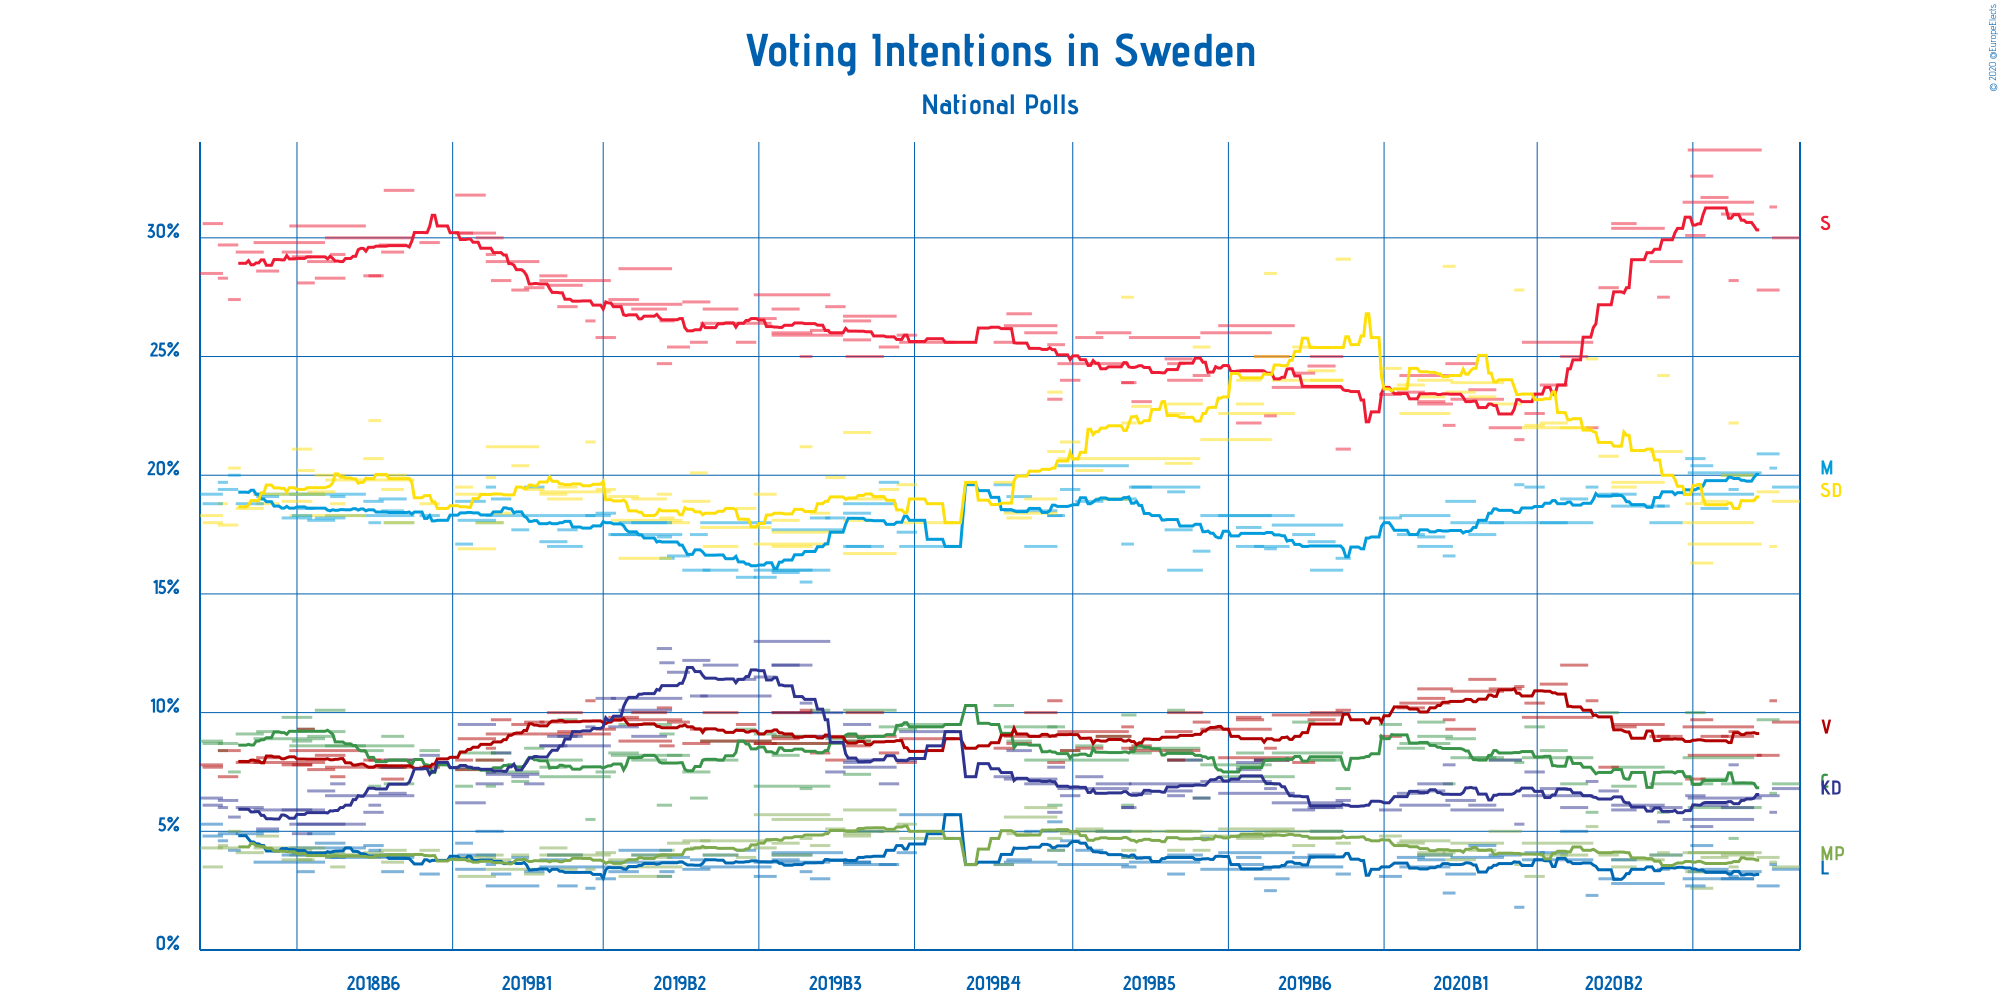 © 2020 @EuropeElects
Voting Intentions in Sweden
National Polls
30%
25%
20%
15%
10%
5%
0%
S
M
SD
V
C
KD
MP
L
2018B6 2019B1 2019B2 2019B3 2019B4 2019B5 2019B6 2020B1 2020B2